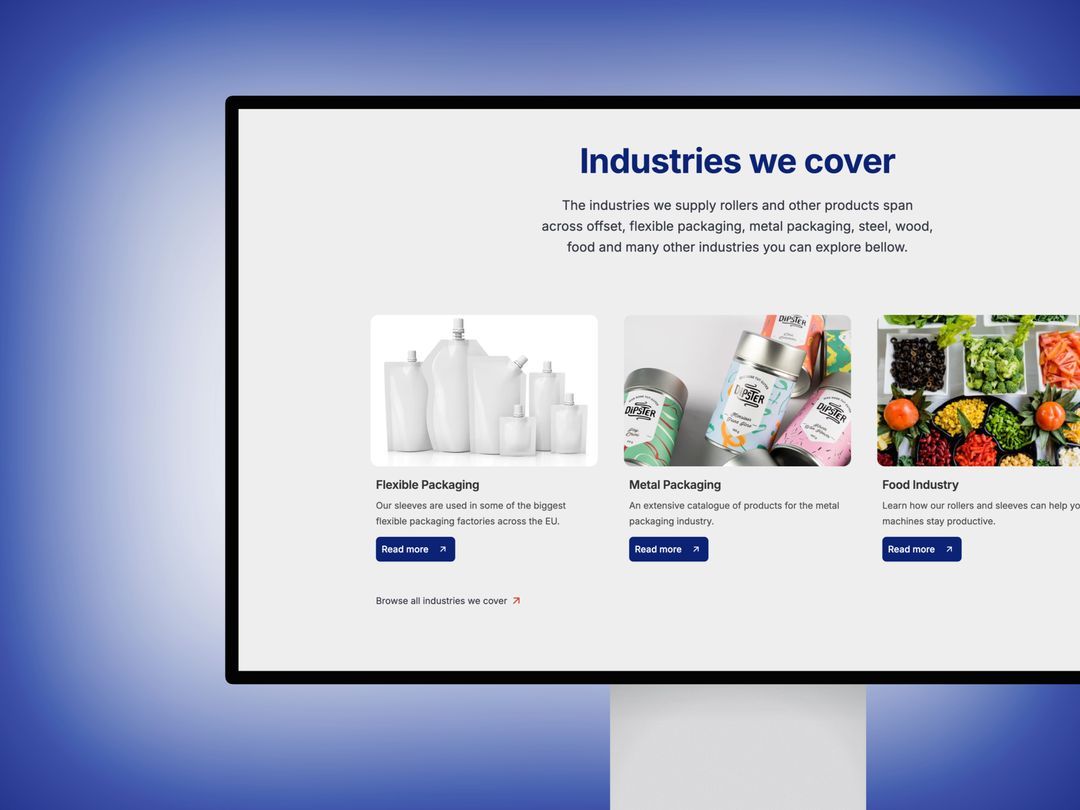 Industries we cover
The industries we supply rollers and other products span
across offset, flexible packaging, metal packaging, steel, wood,
food and many other industries you can explore bellow.
DiPSTER
DiPSTER
DiPSTER
DiPSTER
Flexible Packaging
Our sleeves are used in some of the biggest
flexible packaging factories across the EU.
Read more
Metal Packaging
An extensive catalogue of products for the metal
packaging industry.
Read more
Food Industry
Learn how our rollers and sleeves can help yo
machines stay productive.
Read more
Browse all industries we cover